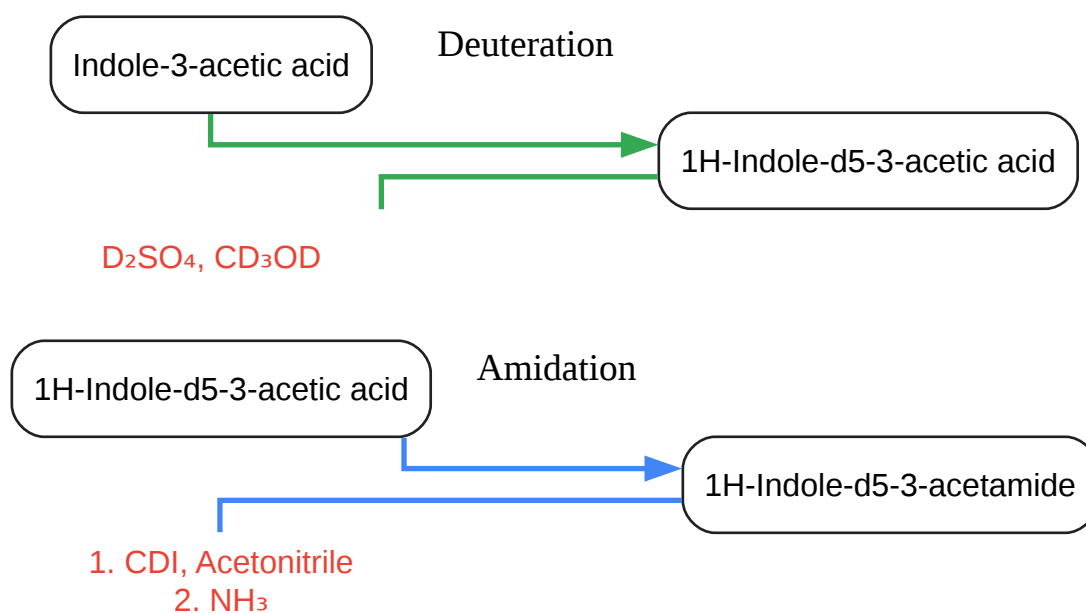 Indole-3-acetic acid
Deuteration
1H-Indole-d5-3-acetic acid
D₂SO₄, CD₃OD
1H-Indole-d5-3-acetic acid
Amidation
1H-Indole-d5-3-acetamide
1. CDI, Acetonitrile
2. NH₃